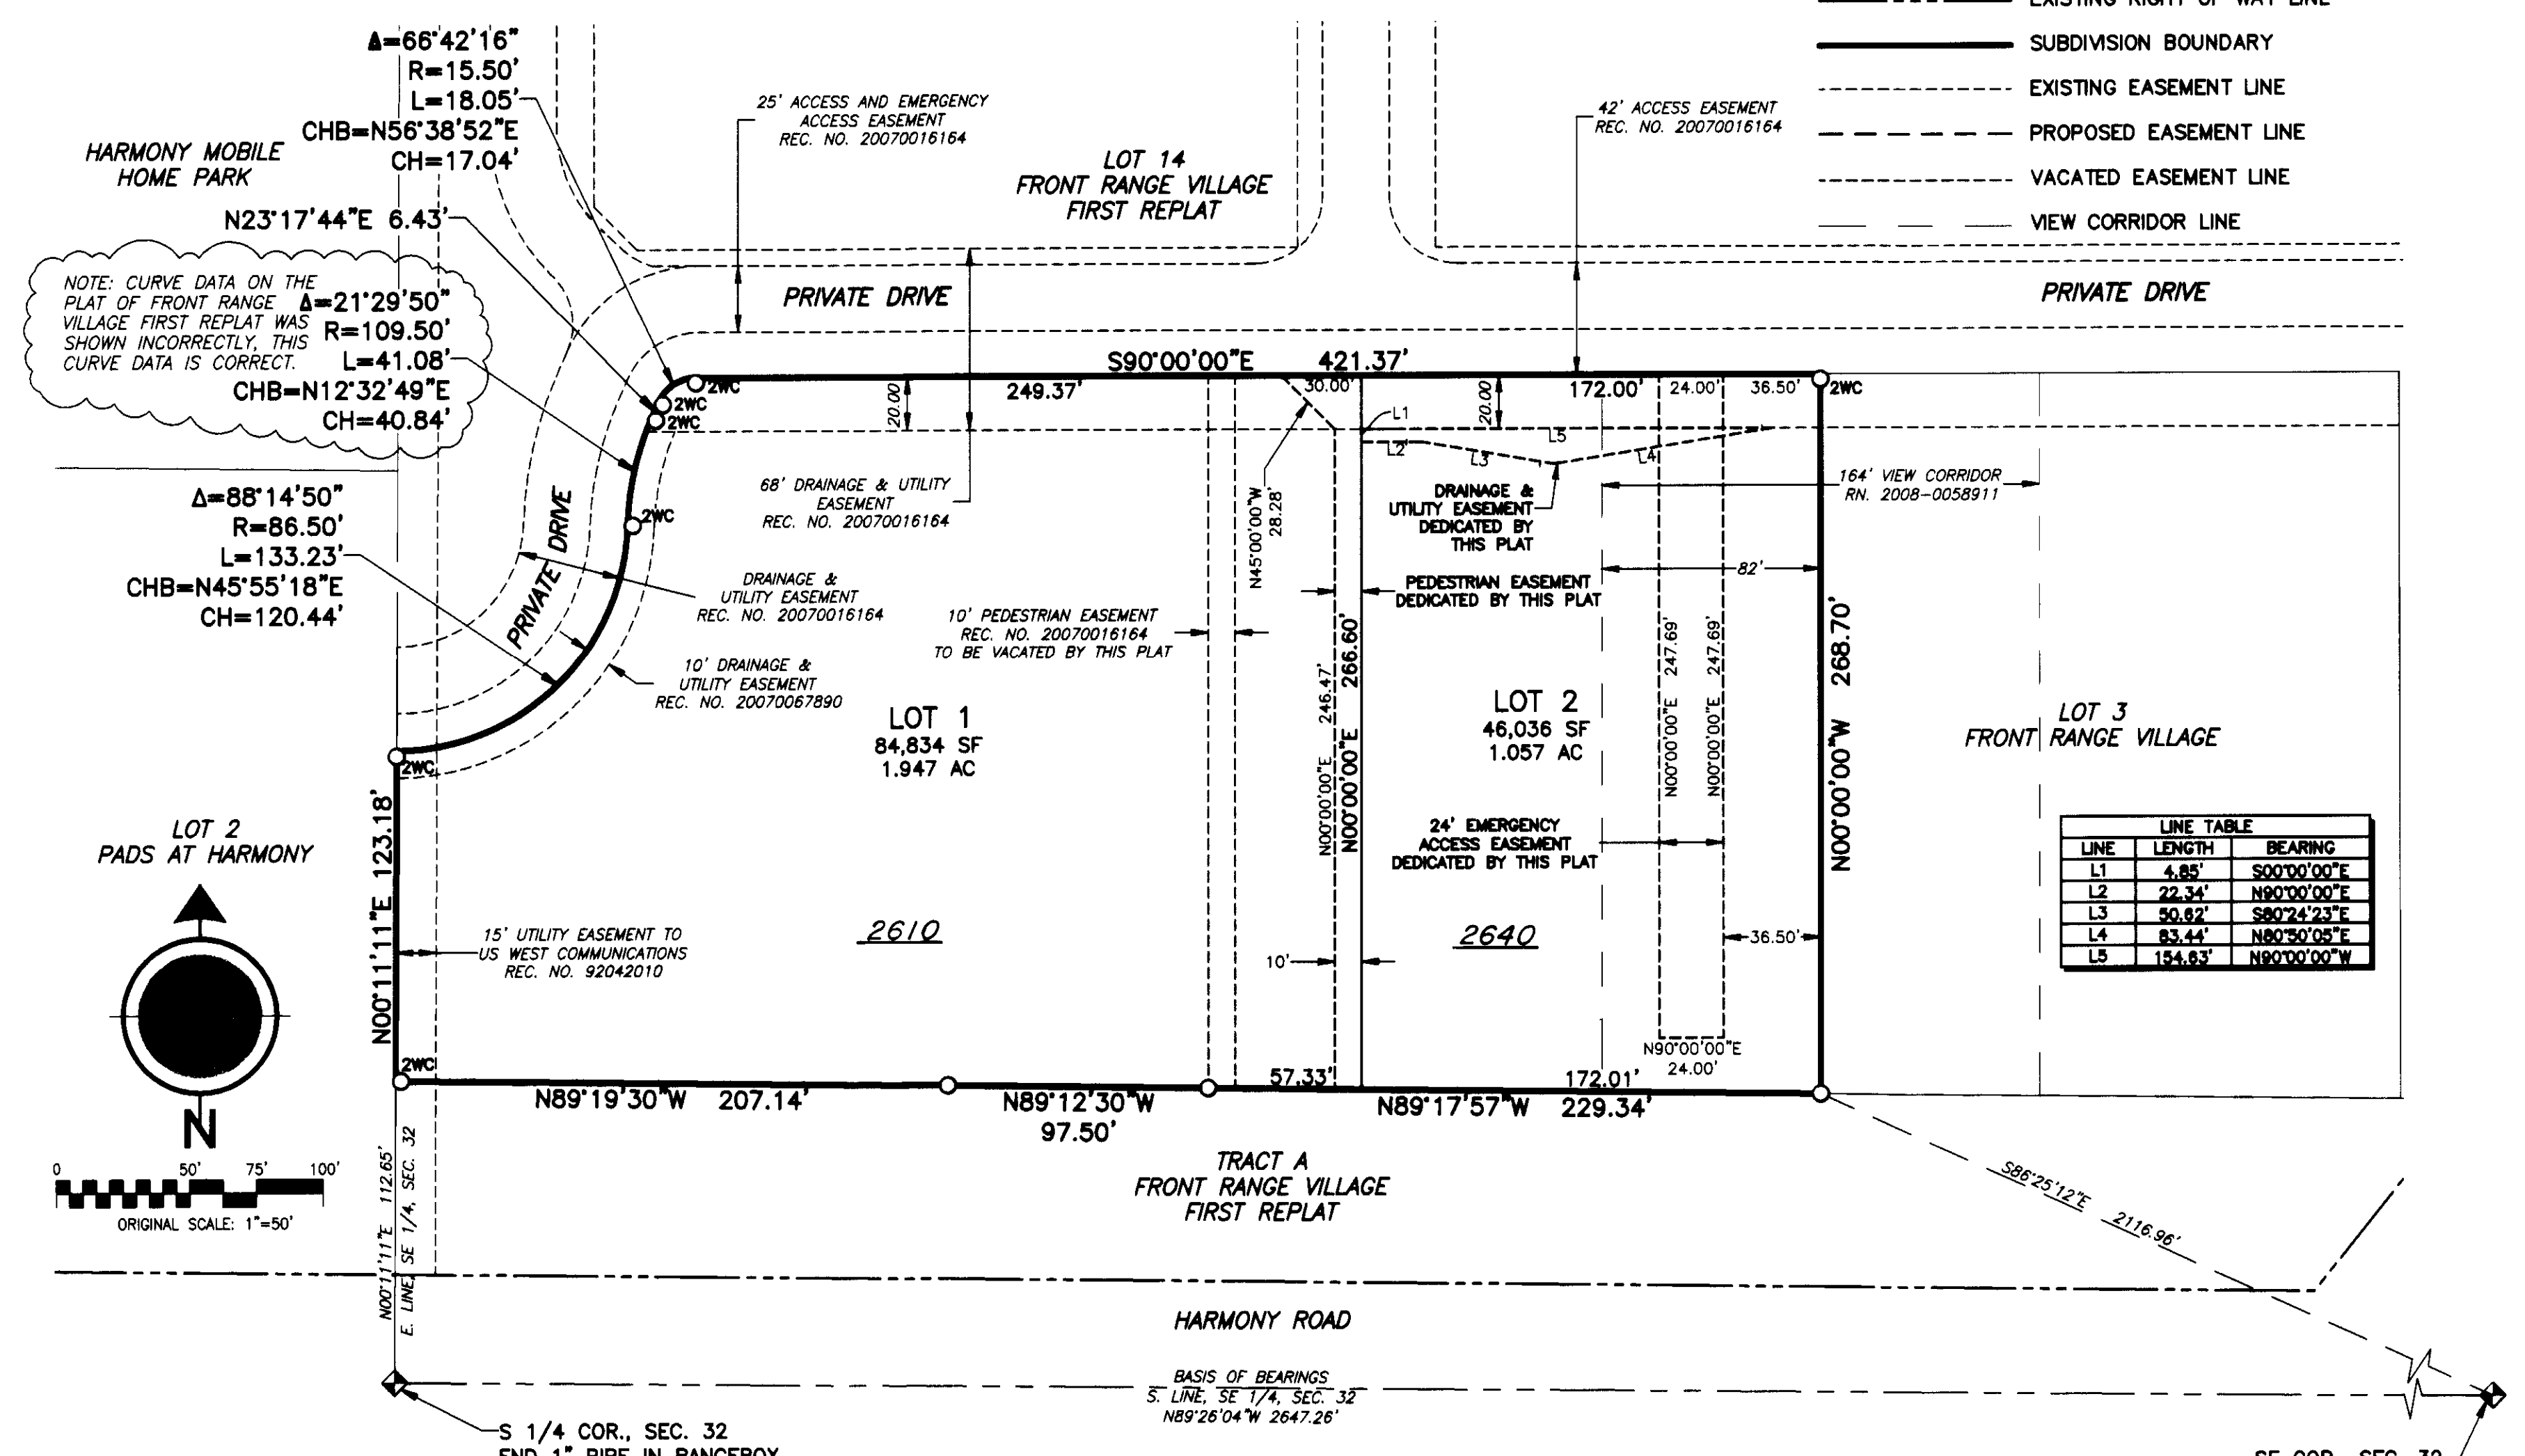 EXISTING RIGHT OF WAY LINE
SUBDIVISION BOUNDARY
EXISTING EASEMENT LINE
PROPOSED EASEMENT LINE
VACATED EASEMENT LINE
VIEW CORRIDOR LINE
Δ=66°42'16"
R=15.50'
L=18.05'
CHB=N56°38'52"E
CH=17.04'
HARMONY MOBILE
HOME PARK
N23°17'44"E 6.43'
NOTE: CURVE DATA ON THE
PLAT OF FRONT RANGE
VILLAGE FIRST REPLAT WAS
SHOWN INCORRECTLY, THIS
CURVE DATA IS CORRECT.
Δ=21°29'50"
R=109.50'
L=41.08'
CHB=N12°32'49"E
CH=40.84'
Δ=88°14'50"
R=86.50'
L=133.23'
CHB=N45°55'18"E
CH=120.44'
25' ACCESS AND EMERGENCY
ACCESS EASEMENT
REC. NO. 20070016164
LOT 14
FRONT RANGE VILLAGE
FIRST REPLAT
42' ACCESS EASEMENT
REC. NO. 20070016164
PRIVATE DRIVE
PRIVATE DRIVE
S90°00'00"E 421.37'
2WC
2WC
2WC
2WC
2WC
2WC
2WC
249.37'
30.00'
172.00'
24.00'
36.50'
20.00
20.00
L1
L2
L3
L4
L5
68' DRAINAGE & UTILITY
EASEMENT
REC. NO. 20070016164
N45°00'00"W
28.28'
DRAINAGE &
UTILITY EASEMENT
DEDICATED BY
THIS PLAT
164' VIEW CORRIDOR
RN. 2008-0058911
82'
PRIVATE DRIVE
DRAINAGE &
UTILITY EASEMENT
REC. NO. 20070016164
10' PEDESTRIAN EASEMENT
REC. NO. 20070016164
TO BE VACATED BY THIS PLAT
PEDESTRIAN EASEMENT
DEDICATED BY THIS PLAT
10' DRAINAGE &
UTILITY EASEMENT
REC. NO. 20070067890
LOT 1
84,834 SF
1.947 AC
N00°00'00"E 246.47'
N00°00'00"E 266.60'
LOT 2
46,036 SF
1.057 AC
N00°00'00"E 247.69'
N00°00'00"E 247.69'
N00°00'00"W 268.70'
LOT 3
FRONT RANGE VILLAGE
24' EMERGENCY
ACCESS EASEMENT
DEDICATED BY THIS PLAT
LINE TABLE
LINE LENGTH BEARING
L1 4.85' S00°00'00"E
L2 22.34' N90°00'00"E
L3 50.62' S80°24'23"E
L4 83.44' N80°50'05"E
L5 154.63' N90°00'00"W
LOT 2
PADS AT HARMONY
N00°11'11"E 123.18'
15' UTILITY EASEMENT TO
US WEST COMMUNICATIONS
REC. NO. 92042010
2610
2640
10'
36.50'
N90°00'00"E
24.00'
57.33'
172.01'
N89°19'30"W 207.14'
N89°12'30"W
97.50'
N89°17'57"W 229.34'
N
0 50' 75' 100'
ORIGINAL SCALE: 1"=50'
N00°11'11"E 112.65'
E. LINE, SE 1/4, SEC. 32
TRACT A
FRONT RANGE VILLAGE
FIRST REPLAT
S86°25'12"E 2116.96'
HARMONY ROAD
BASIS OF BEARINGS
S. LINE, SE 1/4, SEC. 32
N89°26'04"W 2647.26'
S 1/4 COR., SEC. 32
FND 1" PIPE IN RANGEBOX
SE COR. SEC. 32